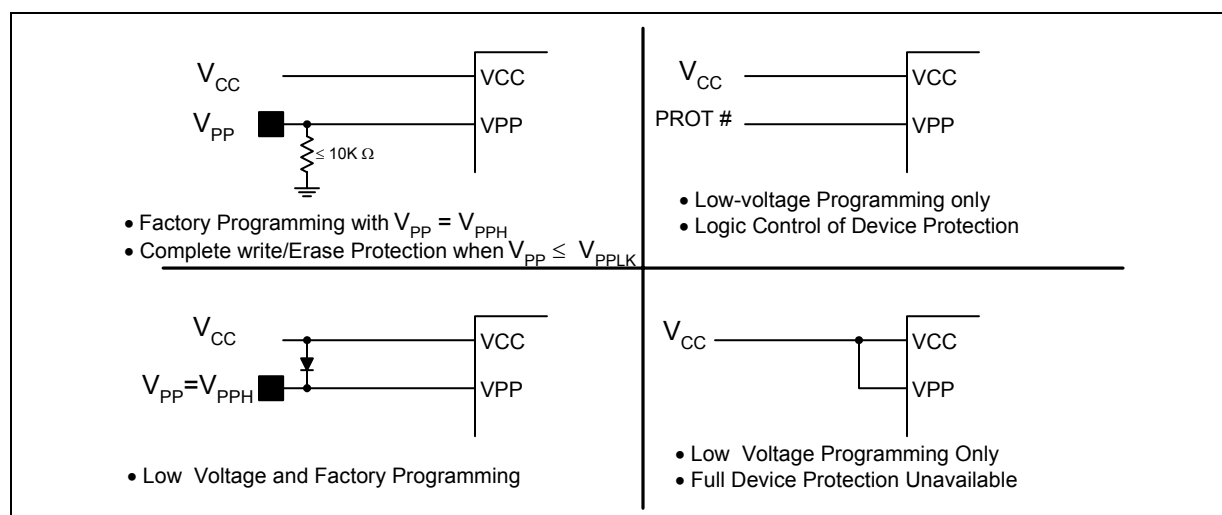 VCC VCC
VPP VPP
≤ 10K Ω
• Factory Programming with VPP = VPPH
• Complete write/Erase Protection when VPP ≤ VPPLK
VCC VCC
PROT # VPP
• Low-voltage Programming only
• Logic Control of Device Protection
VCC VCC
VPP=VPPH VPP
• Low Voltage and Factory Programming
VCC VCC
VPP
• Low Voltage Programming Only
• Full Device Protection Unavailable